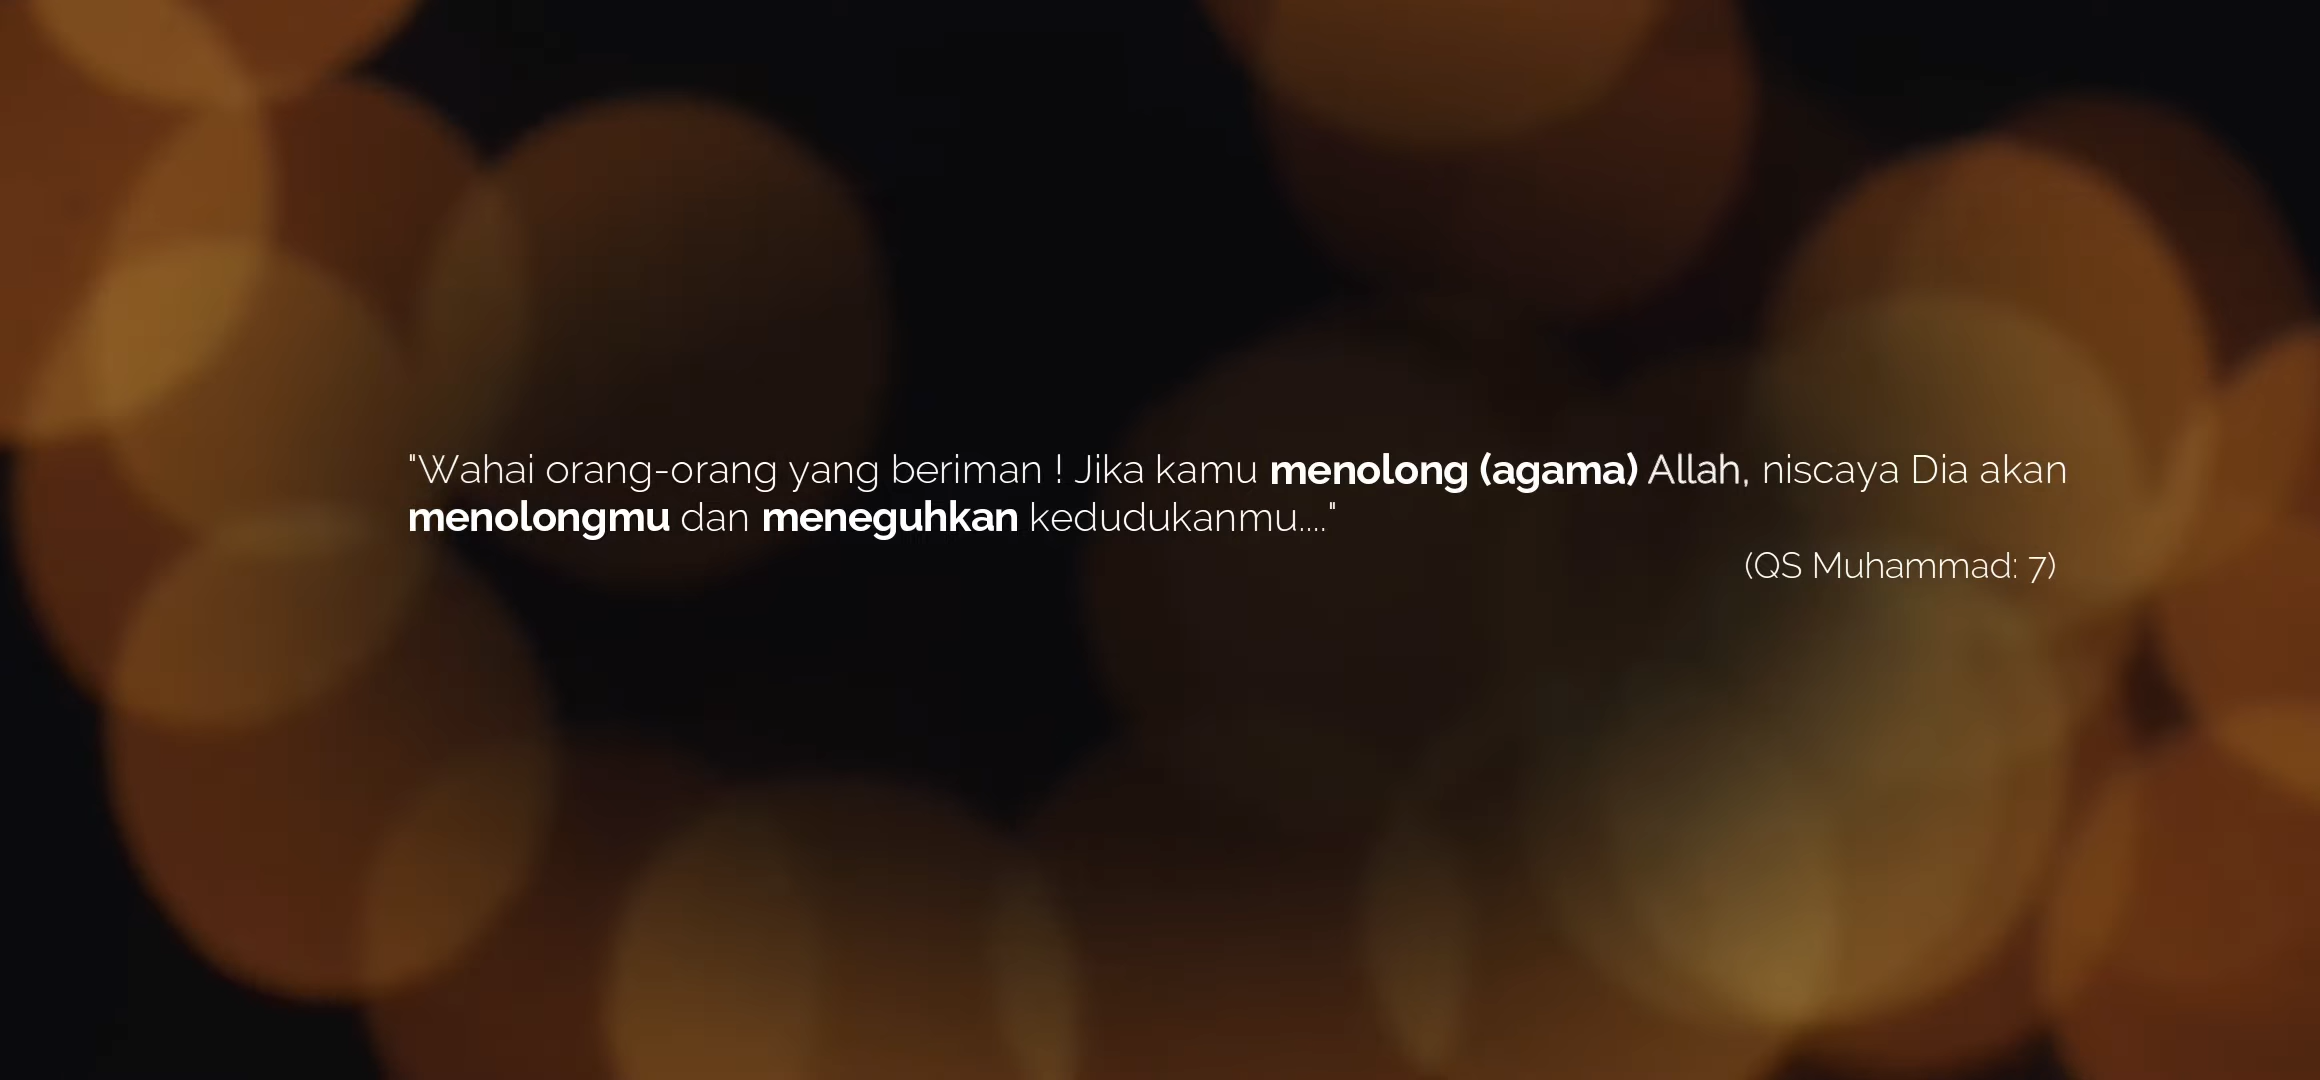 "Wahai orang-orang yang beriman ! Jika kamu menolong (agama) Allah, niscaya Dia akan
menolongmu dan meneguhkan kedudukanmu...."
(QS Muhammad: 7)